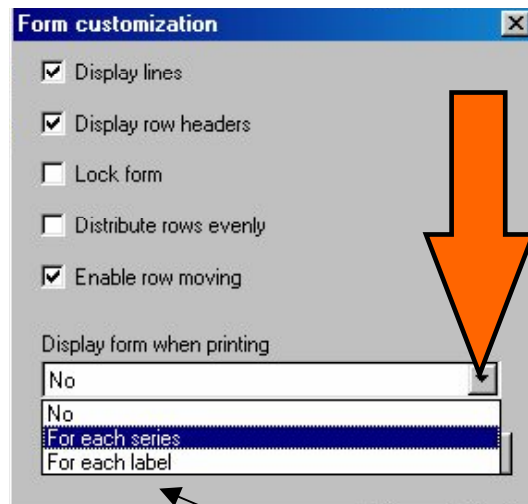 Form customization
Display lines
Display row headers
Lock form
Distribute rows evenly
Enable row moving
Display form when printing
No
No
For each series
For each label